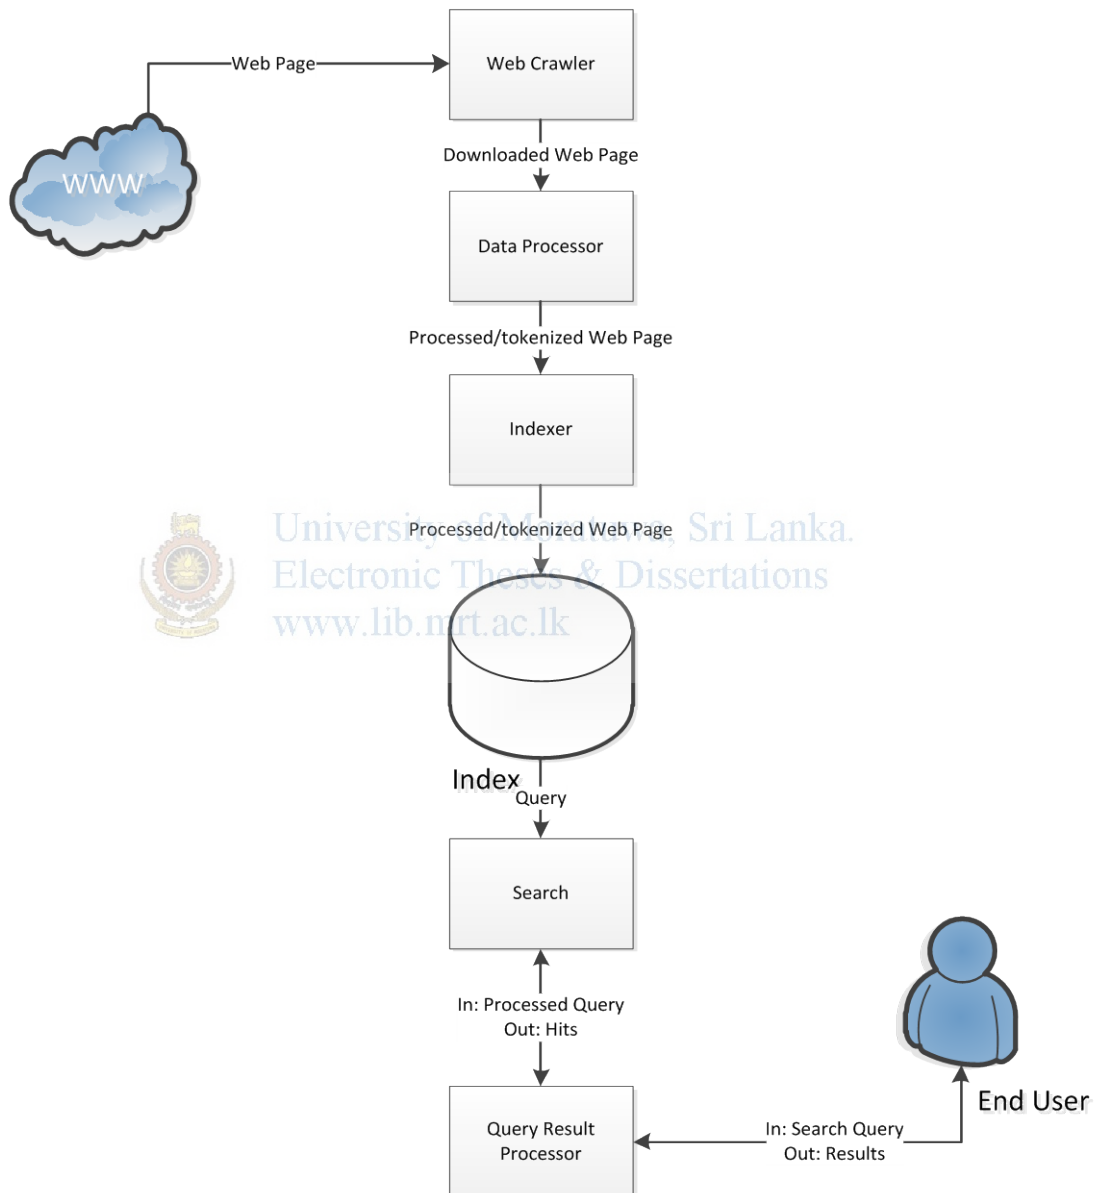 Web Page
Web Crawler
WWW
Downloaded Web Page
Data Processor
Processed/tokenized Web Page
Indexer
University of Moratuwa, Sri Lanka.
Processed/tokenized Web Page
Electronic Theses & Dissertations
www.lib.mrt.ac.lk
Index
Query
Search
In: Processed Query
Out: Hits
End User
Query Result
Processor
In: Search Query
Out: Results